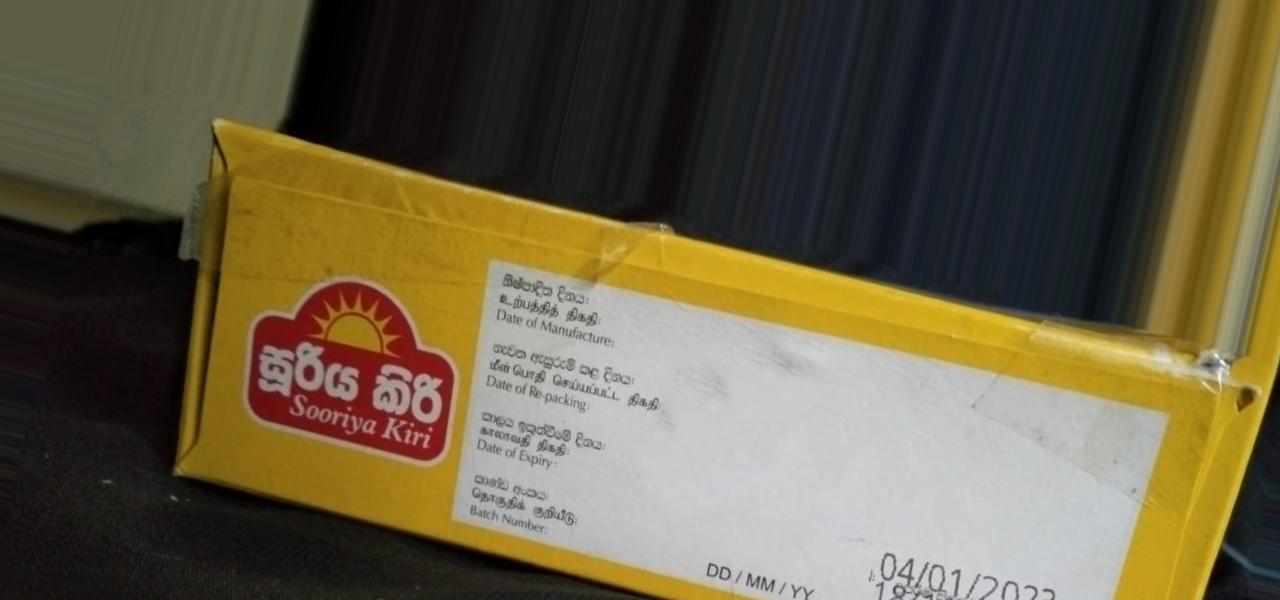 සූරිය කිරි
Sooriya Kiri
නිෂ්පාදිත දිනය:
உற்பத்தித் திகதி:
Date of Manufacture:
නැවත ඇසුරුම් කළ දිනය:
மீள் பொதி செய்யப்பட்ட திகதி:
Date of Re-packing:
කාලය ඉකුත්වීමේ දිනය:
காலாவதி திகதி:
Date of Expiry:
කාණ්ඩ අංකය:
தொகுதிக் குறியீடு:
Batch Number:
DD / MM / YY
04/01/2023